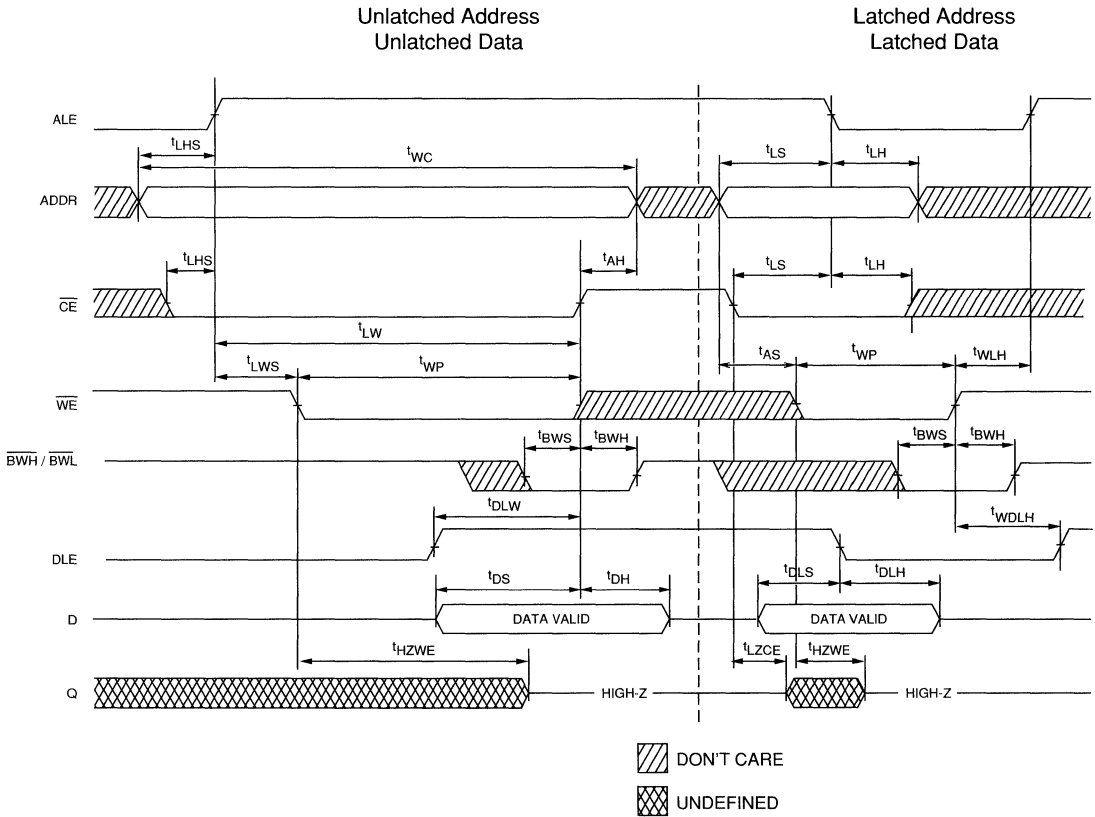 Unlatched Address
Unlatched Data
Latched Address
Latched Data
ALE
tLHS
tWC
tLS
tLH
ADDR
tLHS
tAH
tLS
tLH
CE
tLW
tLWS
tWP
tAS
tWP
tWLH
WE
tBWS
tBWH
tBWS
tBWH
BWH / BWL
tDLW
tWDLH
DLE
tDS
tDH
tDLS
tDLH
D
DATA VALID
DATA VALID
tHZWE
tLZCE
tHZWE
Q
HIGH-Z
HIGH-Z
DON'T CARE
UNDEFINED